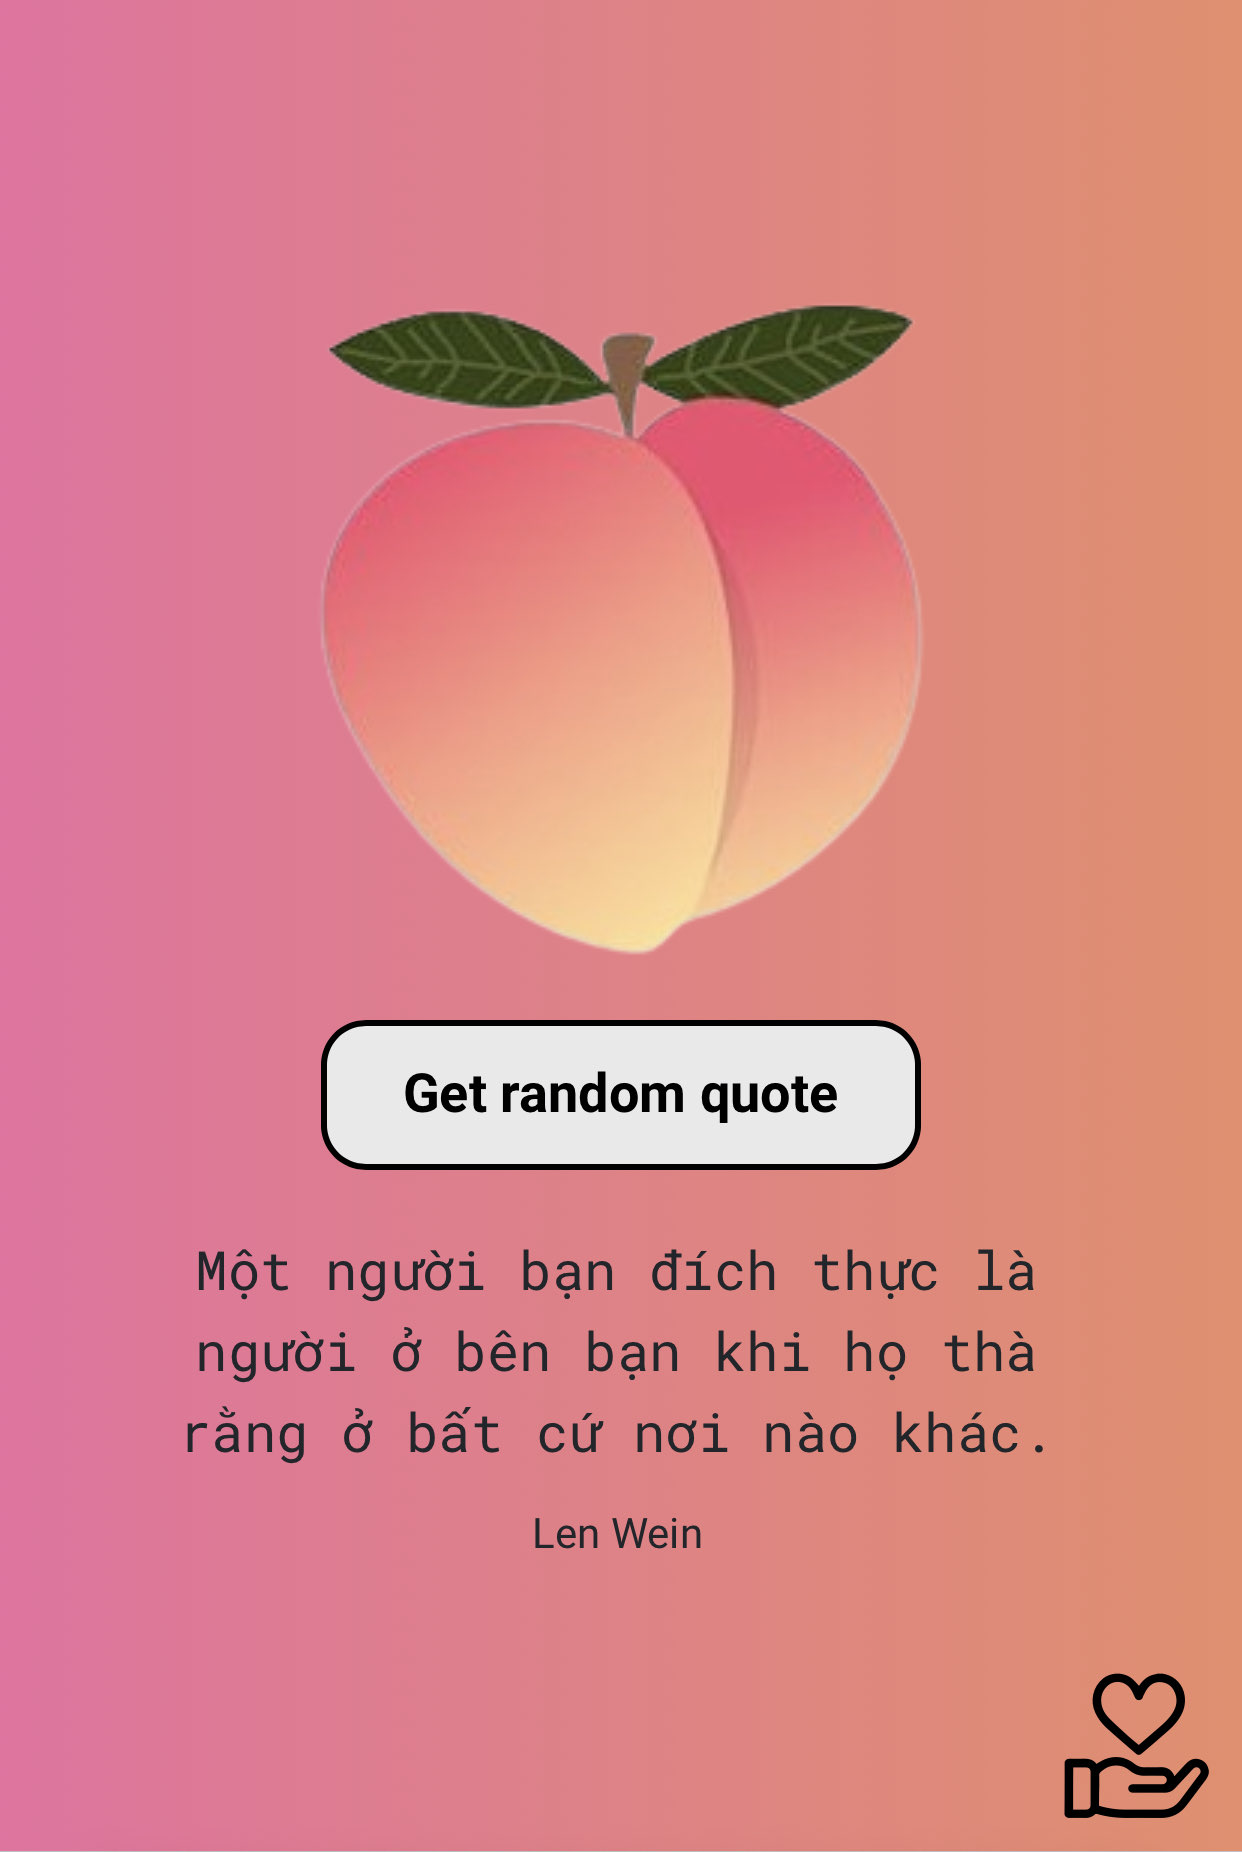 Get random quote
Một người bạn đích thực là
người ở bên bạn khi họ thà
rằng ở bất cứ nơi nào khác.
Len Wein